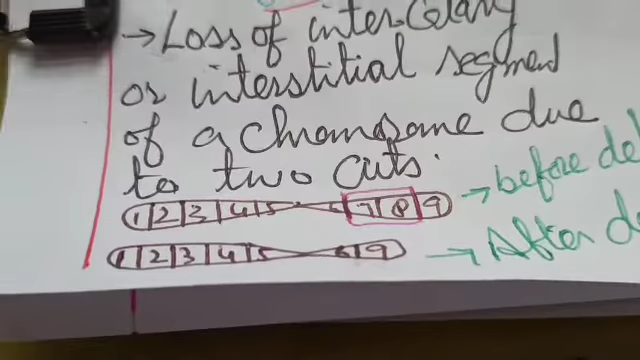 → Loss of intercalary
or interstitial segment
of a chromosome due
to two cuts.
1 2 3 4 5 6 7 8 9 → before
1 2 3 4 5 6 9 → After